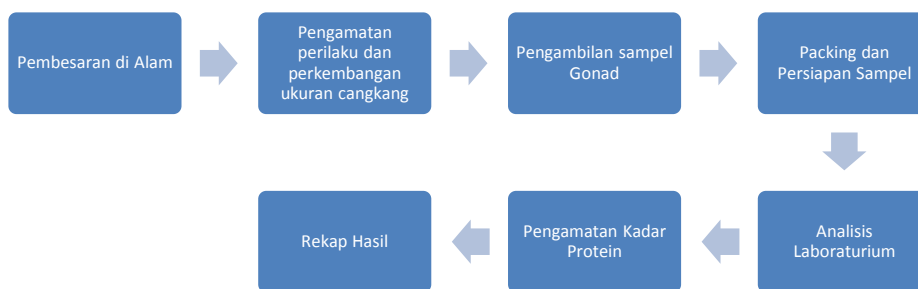 Pembesaran di Alam
Pengamatan
perilaku dan
perkembangan
ukuran cangkang
Pengambilan sampel
Gonad
Packing dan
Persiapan Sampel
Analisis
Laboraturium
Pengamatan Kadar
Protein
Rekap Hasil